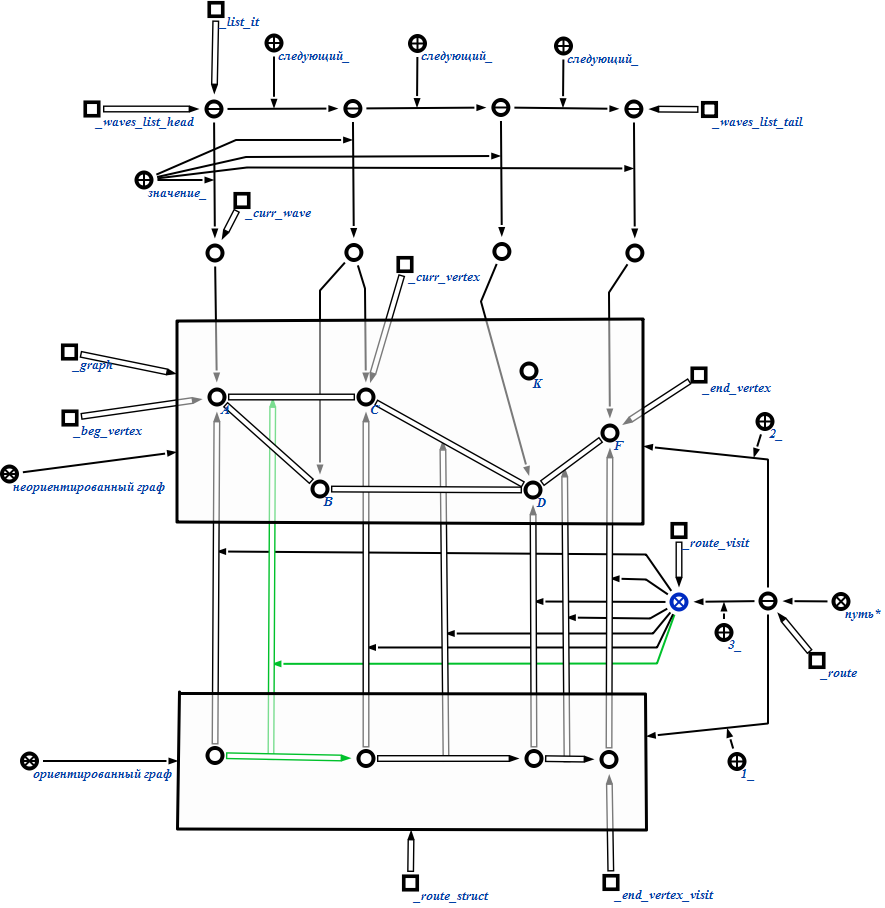 _list_it
следующий_
следующий_
следующий_
_waves_list_head
_waves_list_tail
значение_
_curr_wave
_curr_vertex
_graph
K
_end_vertex
A
C
_beg_vertex
2_
F
неориентированный граф
B
D
_route_visit
путь*
3_
_route
ориентированный граф
1_
_route_struct
_end_vertex_visit